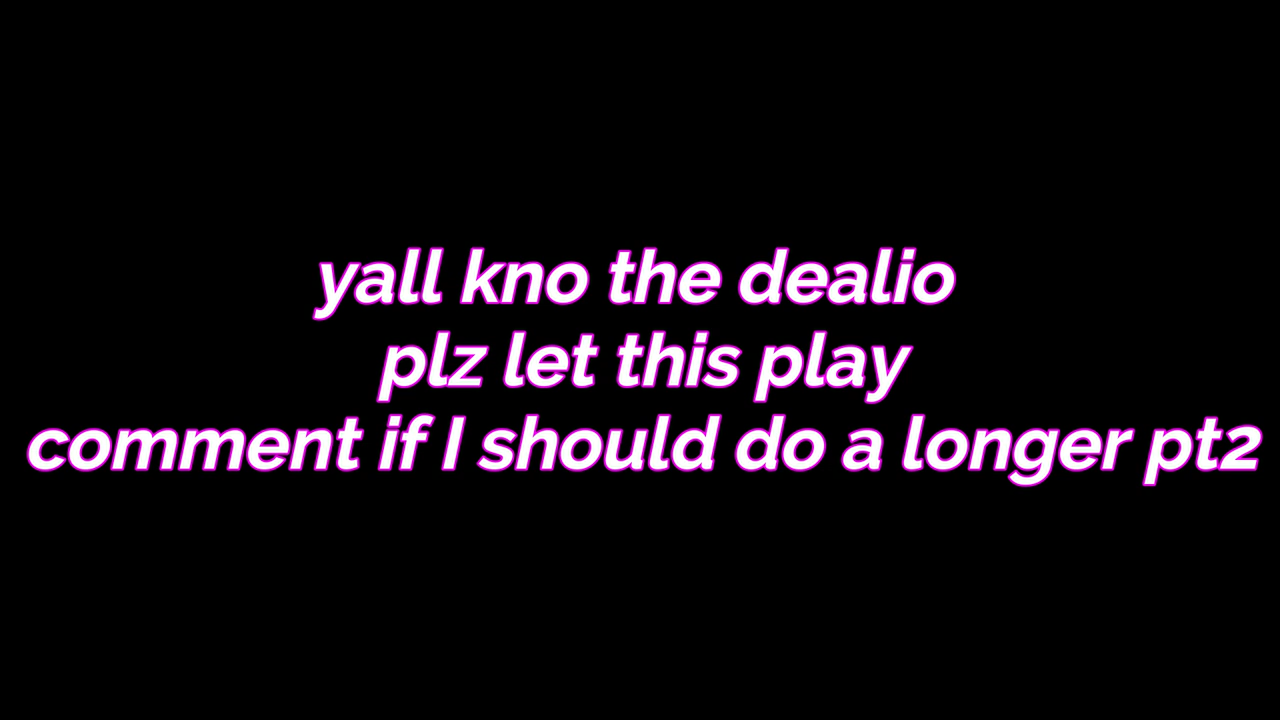 yall kno the dealio
plz let this play
comment if I should do a longer pt2